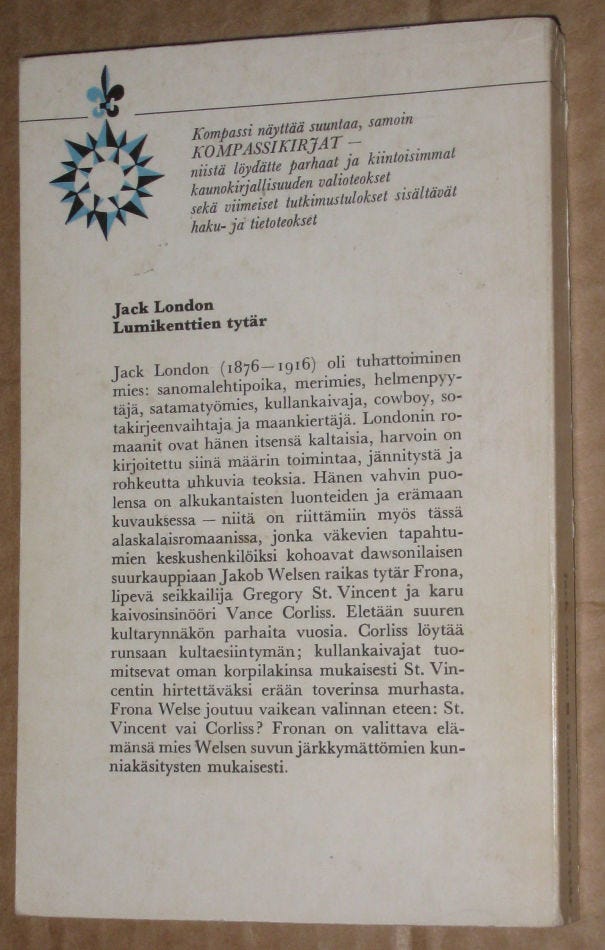 Kompassi näyttää suuntaa, samoin
KOMPASSIKIRJAT —
niistä löydätte parhaat ja kiintoisimmat
kaunokirjallisuuden valioteokset
sekä viimeiset tutkimustulokset sisältävät
haku- ja tietoteokset
Jack London
Lumikenttien tytär
Jack London (1876—1916) oli tuhattoiminen
mies: sanomalehtipoika, merimies, helmenpyy-
täjä, satamatyömies, kullankaivaja, cowboy, so-
takirjeenvaihtaja ja maankiertäjä. Londonin ro-
maanit ovat hänen itsensä kaltaisia, harvoin on
kirjoitettu siinä määrin toimintaa, jännitystä ja
rohkeutta uhkuvia teoksia. Hänen vahvin puo-
lensa on alkukantaisten luonteiden ja erämaan
kuvauksessa — niitä on riittämiin myös tässä
alaskalaisromaanissa, jonka väkevien tapahtu-
mien keskushenkilöiksi kohoavat dawsonilaisen
suurkauppiaan Jakob Welsen raikas tytär Frona,
lipevä seikkailija Gregory St. Vincent ja karu
kaivosinsinööri Vance Corliss. Eletään suuren
kultarynnäkön parhaita vuosia. Corliss löytää
runsaan kultaesiintymän; kullankaivajat tuo-
mitsevat oman korpilakinsa mukaisesti St. Vin-
centin hirtettäväksi erään toverinsa murhasta.
Frona Welse joutuu vaikean valinnan eteen: St.
Vincent vai Corliss? Fronan on valittava elä-
mänsä mies Welsen suvun järkkymättömien kun-
niakäsitysten mukaisesti.